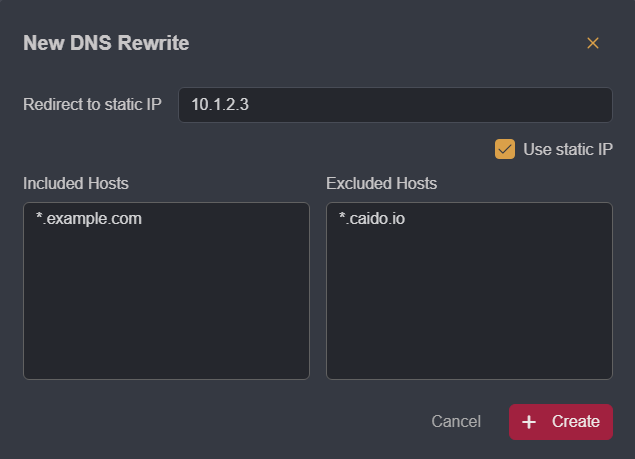 New DNS Rewrite
Redirect to static IP 10.1.2.3
Use static IP
Included Hosts Excluded Hosts
*.example.com *.caido.io
Cancel + Create